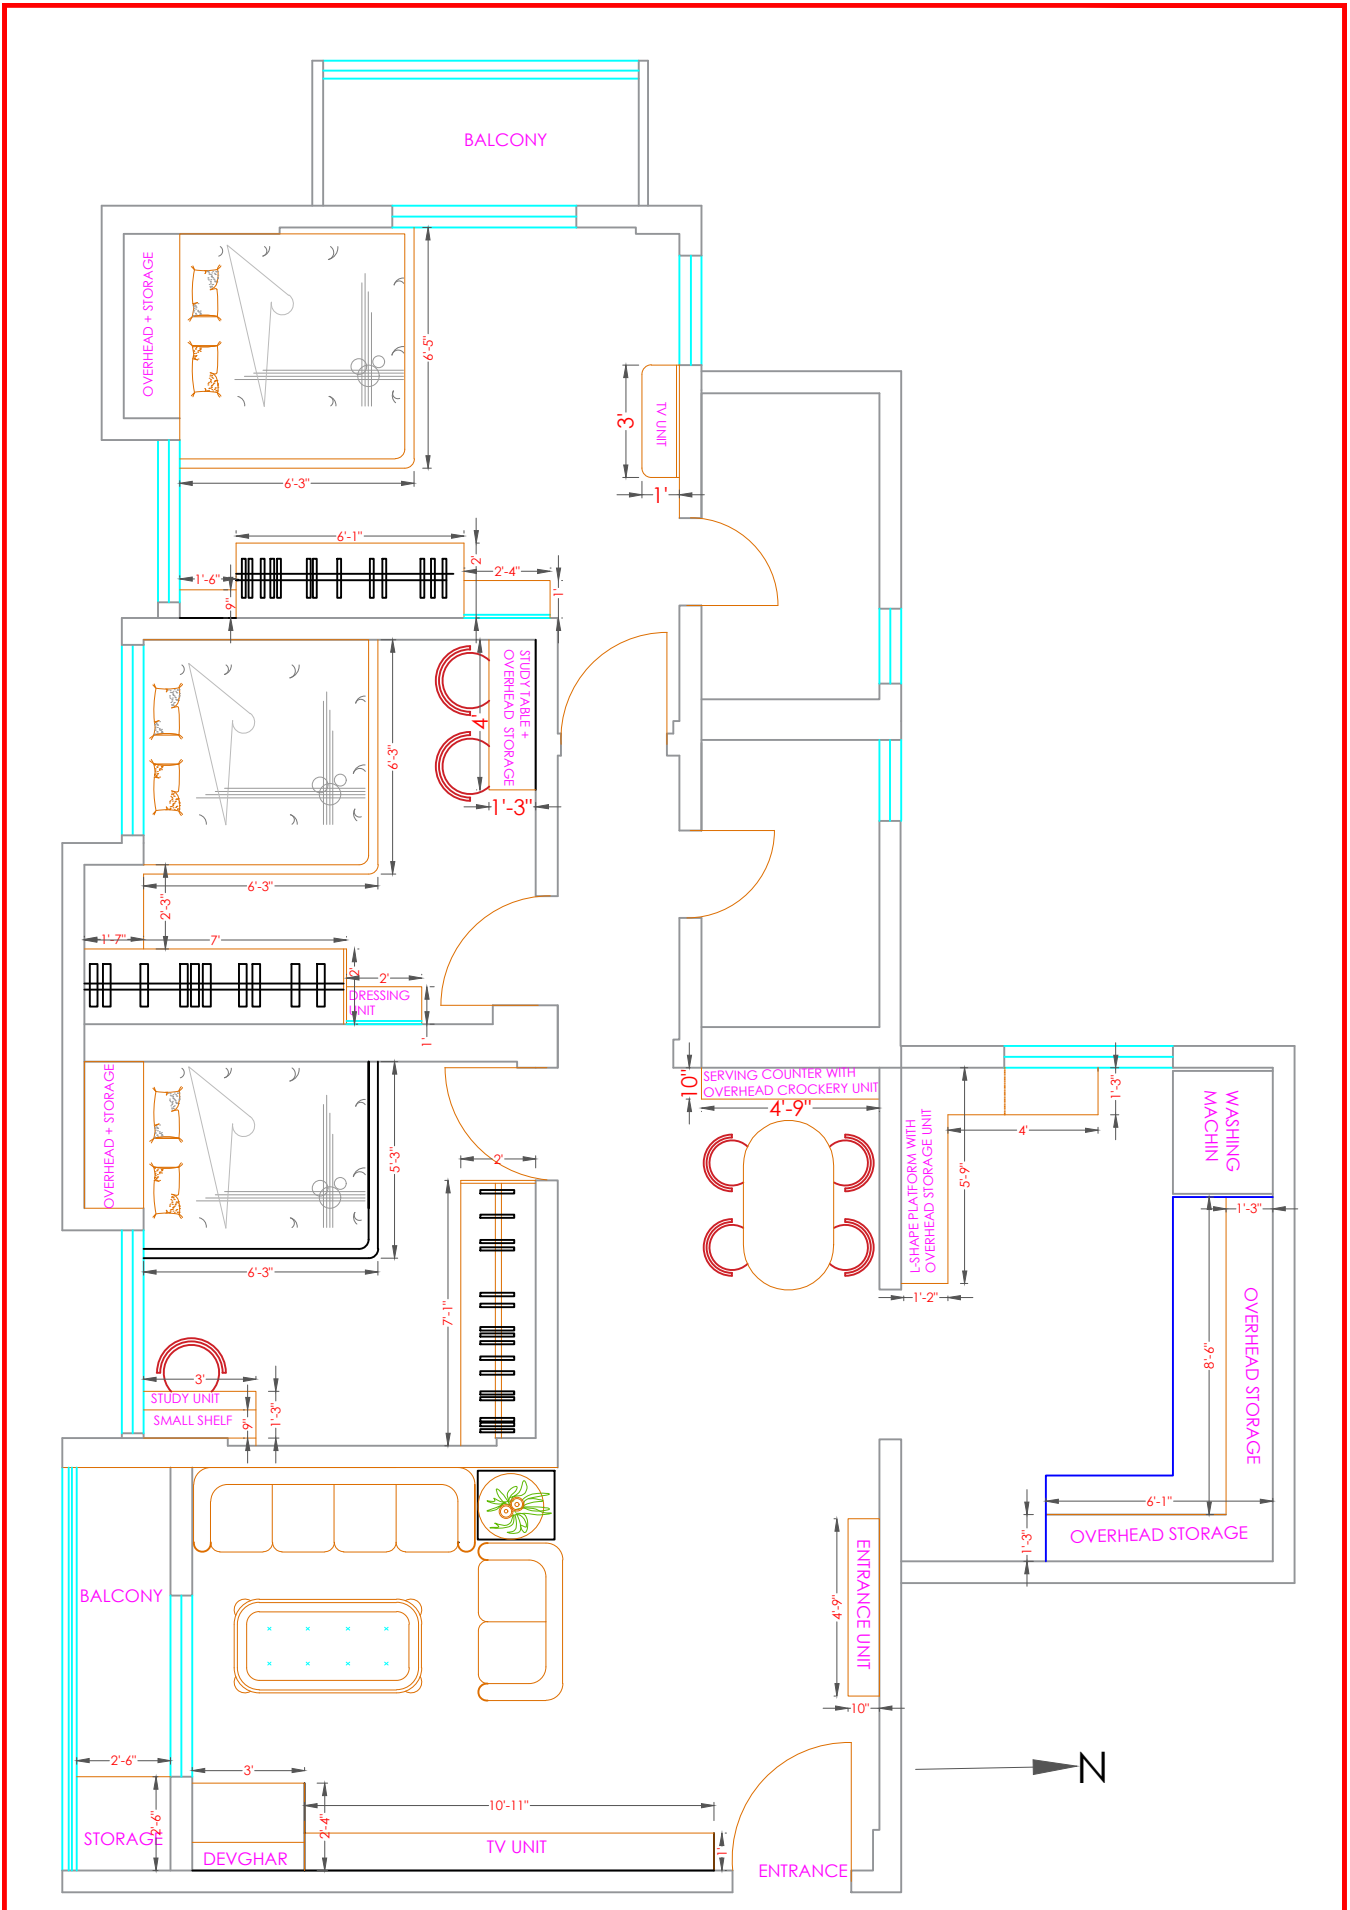 BALCONY
OVERHEAD + STORAGE
6'-5"
6'-3"
3'
TV UNIT
1'
6'-1"
2'
2'-4"
1'
1'-6"
9"
STUDY TABLE +
OVERHEAD STORAGE
4'
1'-3"
6'-3"
6'-3"
2'-3"
1'-7"
7'
2'
2'
DRESSING
UNIT
1'
OVERHEAD + STORAGE
5'-3"
6'-3"
2'
7'-1"
3'
STUDY UNIT
SMALL SHELF
9"
1'-3"
10"
SERVING COUNTER WITH
OVERHEAD CROCKERY UNIT
4'-9"
L-SHAPE PLATFORM WITH
OVERHEAD STORAGE UNIT
5'-9"
1'-2"
4'
1'-3"
WASHING
MACHIN
1'-3"
8'-6"
OVERHEAD STORAGE
6'-1"
1'-3"
OVERHEAD STORAGE
BALCONY
4'-9"
ENTRANCE UNIT
10"
N
2'-6"
2'-6"
STORAGE
3'
2'-4"
DEVGHAR
10'-11"
TV UNIT
1'
ENTRANCE